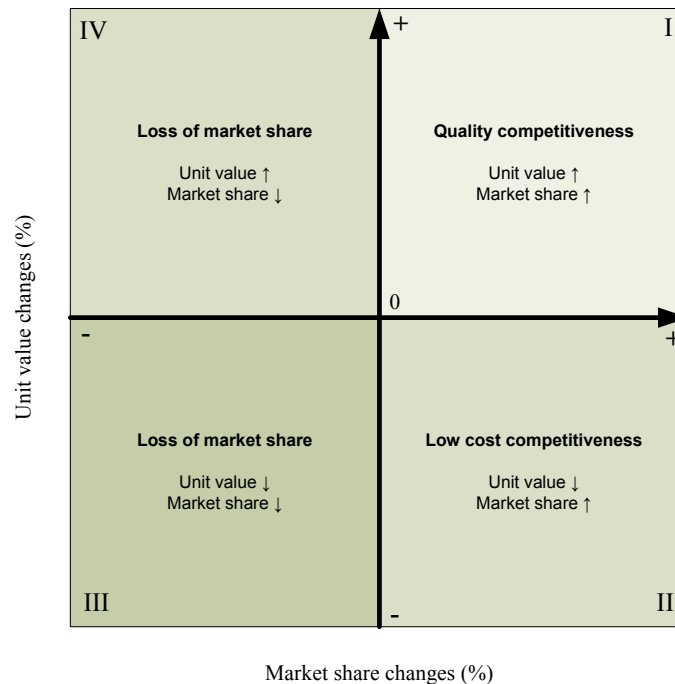 IV
+
I
Loss of market share
Unit value ↑
Market share ↓
Quality competitiveness
Unit value ↑
Market share ↑
Unit value changes (%)
0
-
+
Loss of market share
Unit value ↓
Market share ↓
Low cost competitiveness
Unit value ↓
Market share ↑
III
-
II
Market share changes (%)